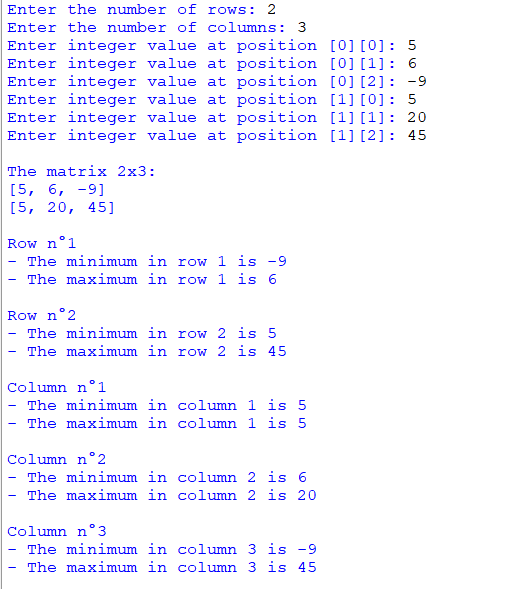 Enter the number of rows: 2
Enter the number of columns: 3
Enter integer value at position [0][0]: 5
Enter integer value at position [0][1]: 6
Enter integer value at position [0][2]: -9
Enter integer value at position [1][0]: 5
Enter integer value at position [1][1]: 20
Enter integer value at position [1][2]: 45
The matrix 2x3:
[5, 6, -9]
[5, 20, 45]
Row n°1
- The minimum in row 1 is -9
- The maximum in row 1 is 6
Row n°2
- The minimum in row 2 is 5
- The maximum in row 2 is 45
Column n°1
- The minimum in column 1 is 5
- The maximum in column 1 is 5
Column n°2
- The minimum in column 2 is 6
- The maximum in column 2 is 20
Column n°3
- The minimum in column 3 is -9
- The maximum in column 3 is 45